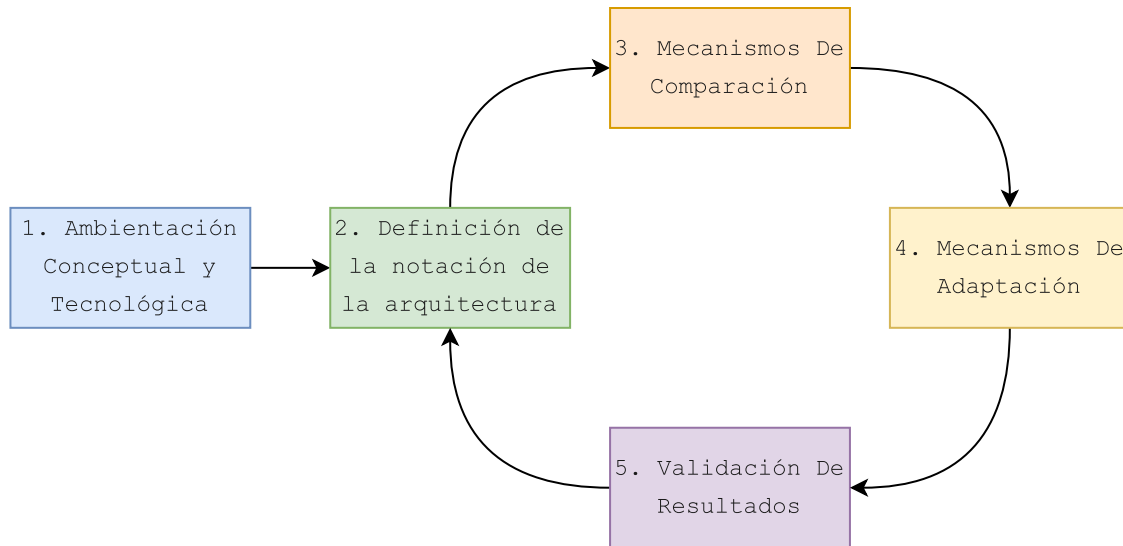 1. Ambientación
Conceptual y
Tecnológica
2. Definición de
la notación de
la arquitectura
3. Mecanismos De
Comparación
4. Mecanismos De
Adaptación
5. Validación De
Resultados